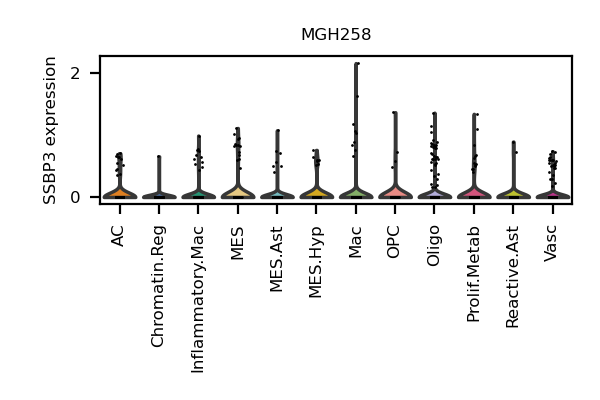 MGH258
SSBP3 expression
2
0
AC
Chromatin.Reg
Inflammatory.Mac
MES
MES.Ast
MES.Hyp
Mac
OPC
Oligo
Prolif.Metab
Reactive.Ast
Vasc